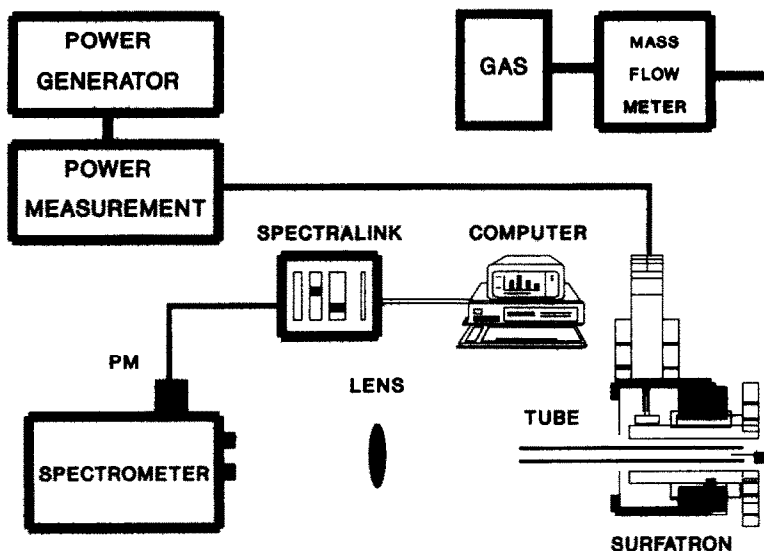 POWER
GENERATOR
GAS
MASS
FLOW
METER
POWER
MEASUREMENT
SPECTRALINK
COMPUTER
PM
LENS
TUBE
SPECTROMETER
SURFATRON